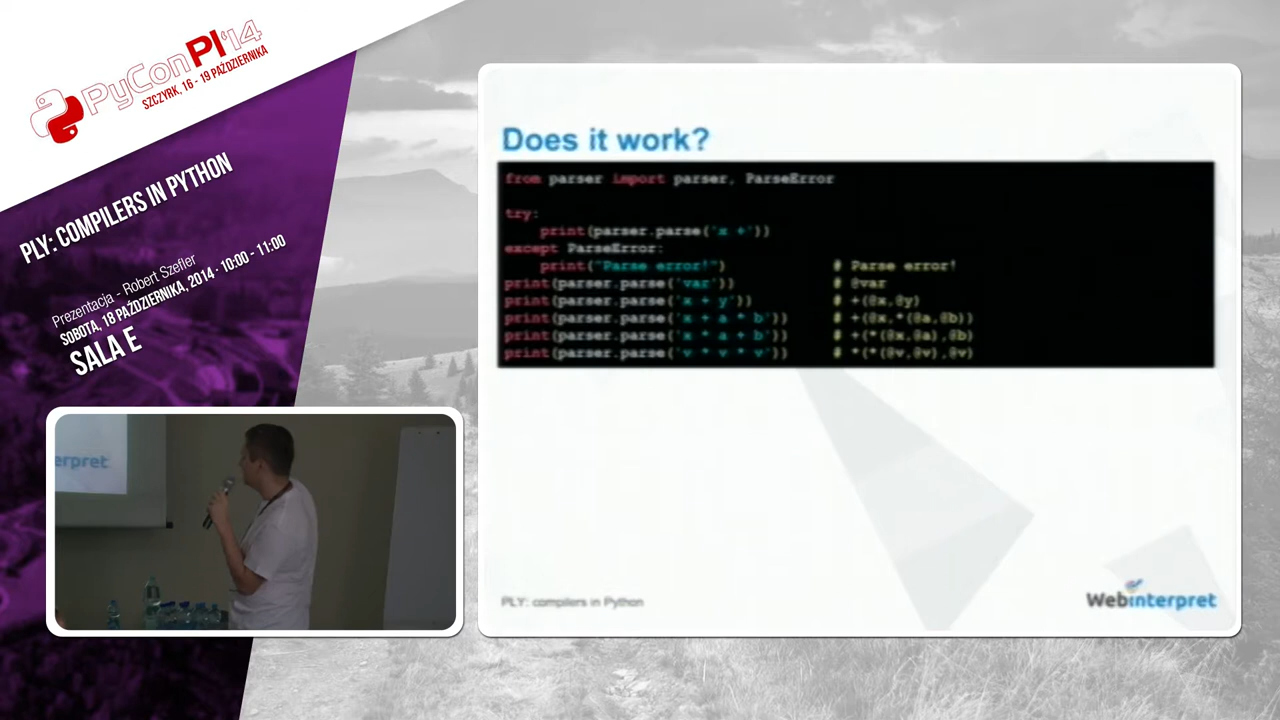 PyConPl'14
SZCZYRK, 16 - 19 PAŹDZIERNIKA
PLY: COMPILERS IN PYTHON
Prezentacja - Robert Szefler
SOBOTA, 18 PAŹDZIERNIKA, 2014 · 10:00 - 11:00
SALA E
erpret
Does it work?
from parser import parser, ParseError
try:
print(parser.parse('x +'))
except ParseError:
print("Parse error!") # Parse error!
print(parser.parse('var')) # @var
print(parser.parse('x + y')) # +(@x,@y)
print(parser.parse('x + a * b')) # +(@x,*(@a,@b))
print(parser.parse('x * a + b')) # +(*(@x,@a),@b)
print(parser.parse('v * v * v')) # *(*(@v,@v),@v)
PLY: compilers in Python
Webinterpret